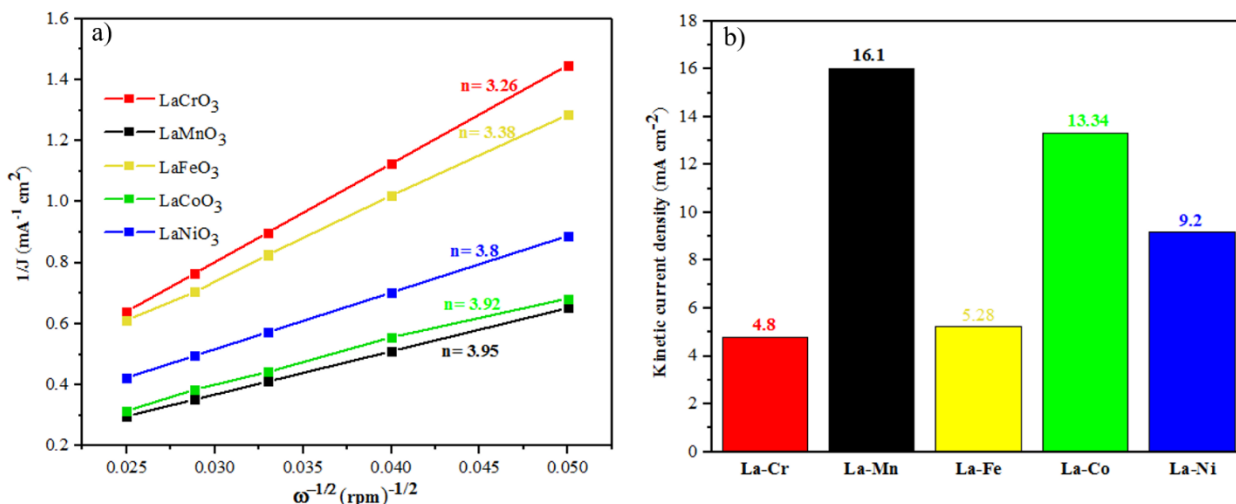 a)
1.6
1.4
1.2
1.0
0.8
0.6
0.4
0.2
1/J (mA⁻¹ cm²)
LaCrO₃
LaMnO₃
LaFeO₃
LaCoO₃
LaNiO₃
n= 3.26
n= 3.38
n= 3.8
n= 3.92
n= 3.95
0.025 0.030 0.035 0.040 0.045 0.050
ω⁻¹/² (rpm)⁻¹/²
b)
18
16
14
12
10
8
6
4
2
0
Kinetic current density (mA cm⁻²)
4.8
16.1
5.28
13.34
9.2
La-Cr La-Mn La-Fe La-Co La-Ni